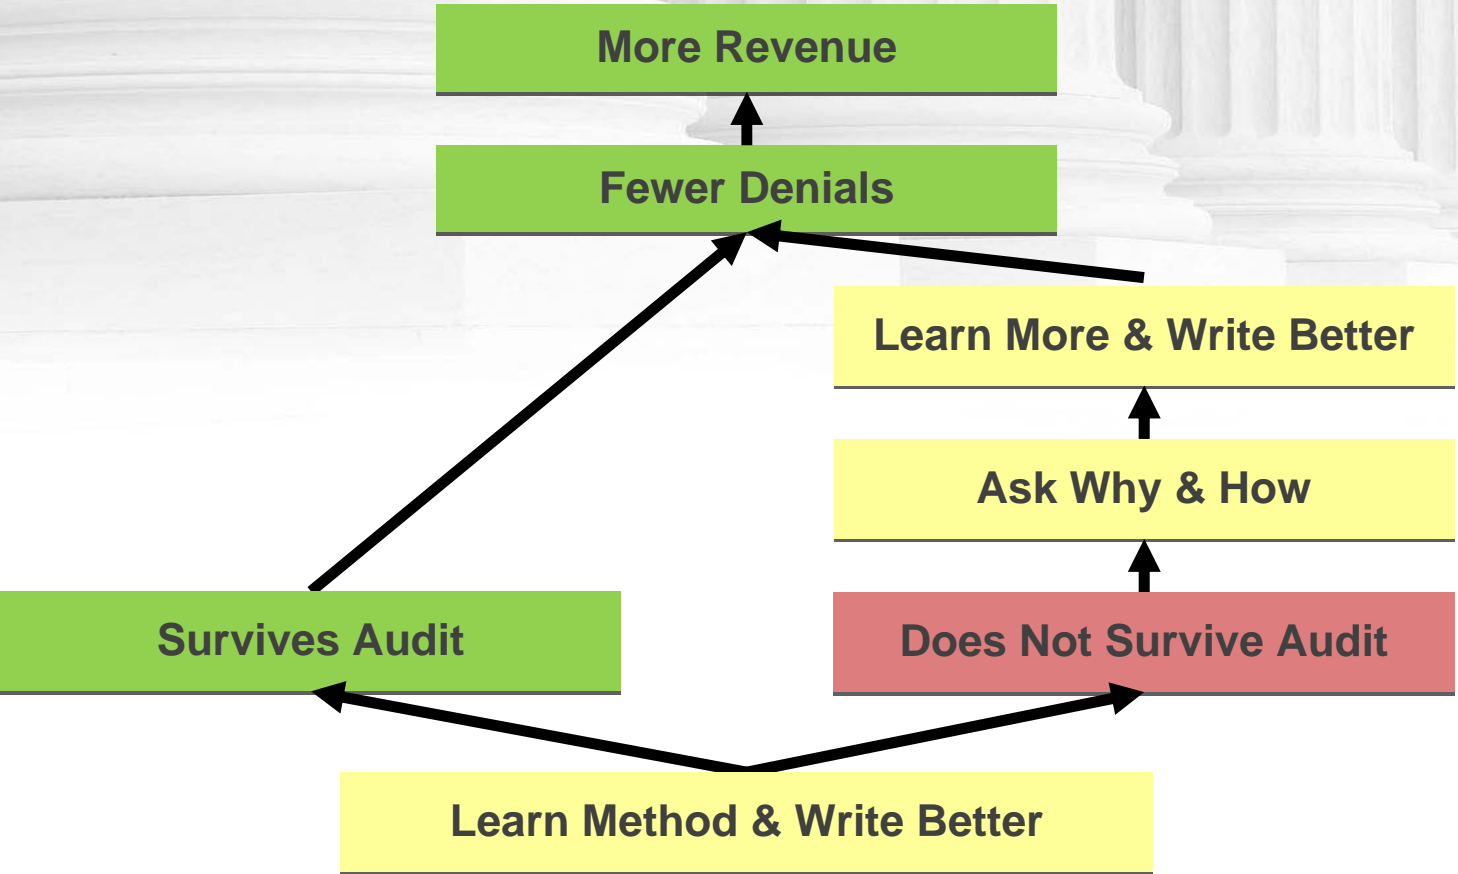 More Revenue
Fewer Denials
Learn More & Write Better
Ask Why & How
Survives Audit
Does Not Survive Audit
Learn Method & Write Better